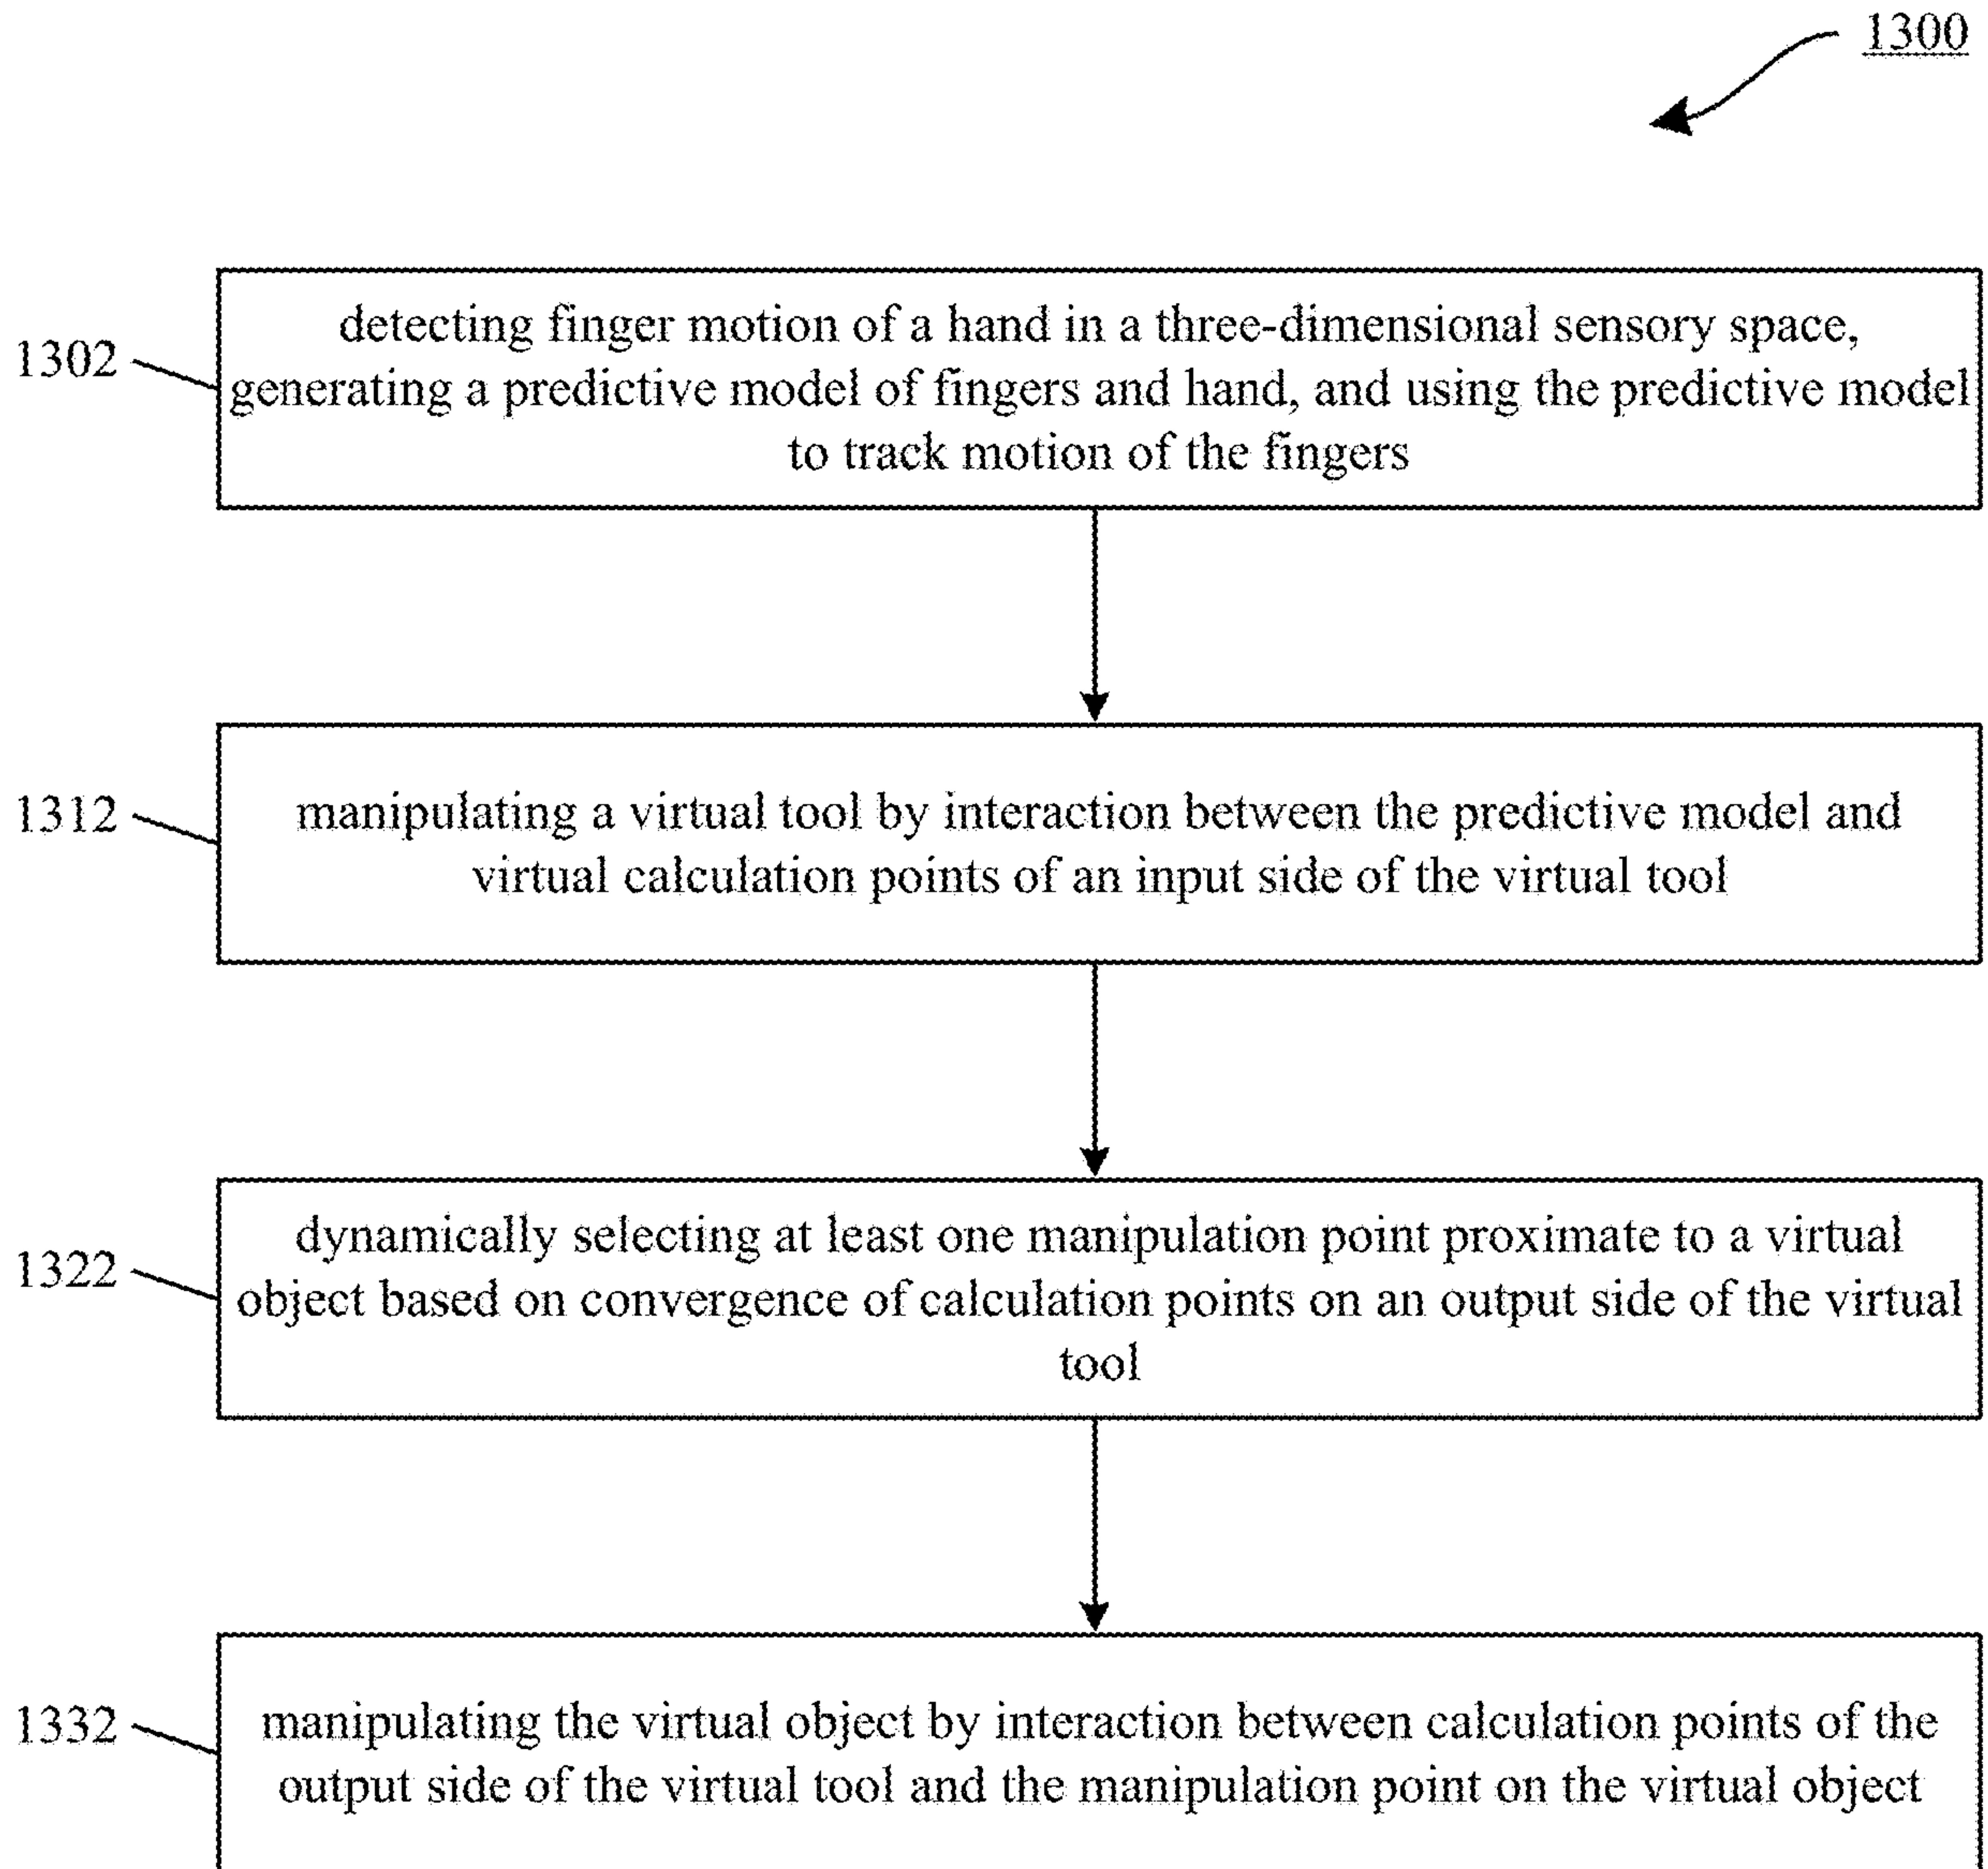 1300
1302
detecting finger motion of a hand in a three-dimensional sensory space,
generating a predictive model of fingers and hand, and using the predictive model
to track motion of the fingers
1312
manipulating a virtual tool by interaction between the predictive model and
virtual calculation points of an input side of the virtual tool
1322
dynamically selecting at least one manipulation point proximate to a virtual
object based on convergence of calculation points on an output side of the virtual
tool
1332
manipulating the virtual object by interaction between calculation points of the
output side of the virtual tool and the manipulation point on the virtual object